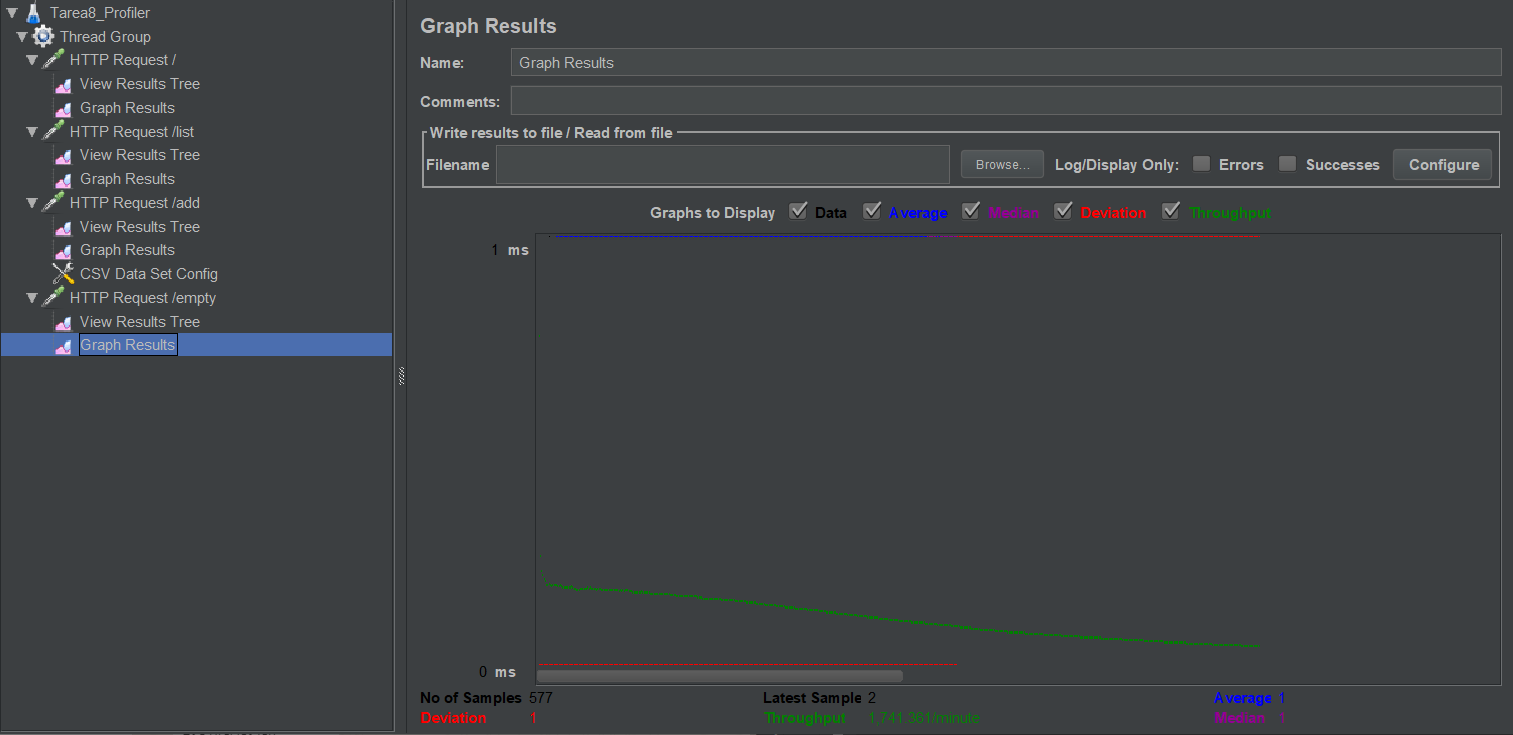 Tarea8_Profiler
Thread Group
HTTP Request /
View Results Tree
Graph Results
HTTP Request /list
View Results Tree
Graph Results
HTTP Request /add
View Results Tree
Graph Results
CSV Data Set Config
HTTP Request /empty
View Results Tree
Graph Results
Graph Results
Name: Graph Results
Comments:
Write results to file / Read from file
Filename Browse... Log/Display Only: Errors Successes Configure
Graphs to Display Data Average Median Deviation Throughput
1 ms
0 ms
No of Samples 577 Latest Sample 2 Average 1
Deviation 1 Throughput 1,741.361/minute Median 1